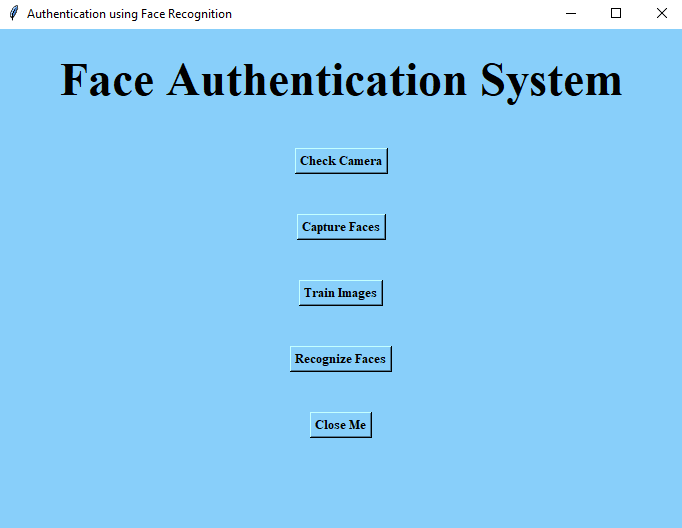 Authentication using Face Recognition
Face Authentication System
Check Camera
Capture Faces
Train Images
Recognize Faces
Close Me